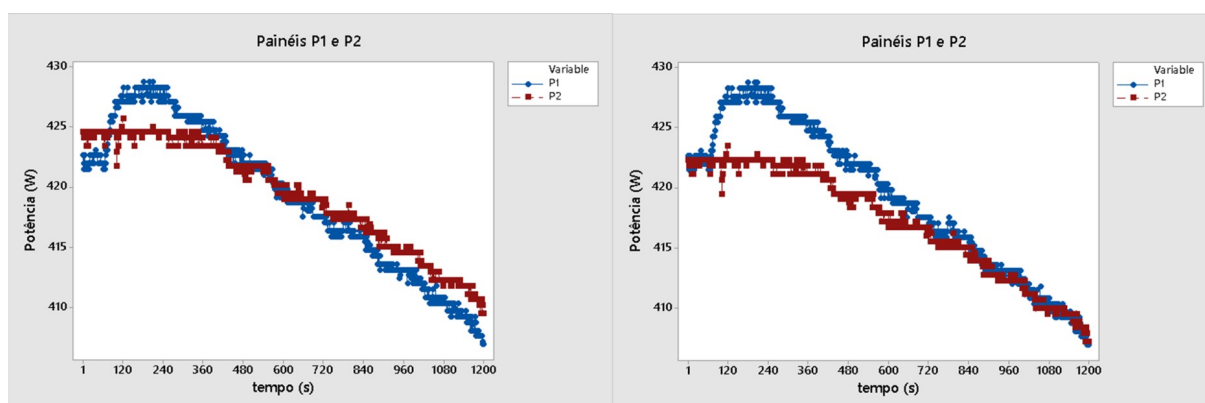 Painéis P1 e P2
430
425
420
415
410
Potência (W)
1 120 240 360 480 600 720 840 960 1080 1200
tempo (s)
Variable
P1
P2
Painéis P1 e P2
430
425
420
415
410
Potência (W)
1 120 240 360 480 600 720 840 960 1080 1200
tempo (s)
Variable
P1
P2